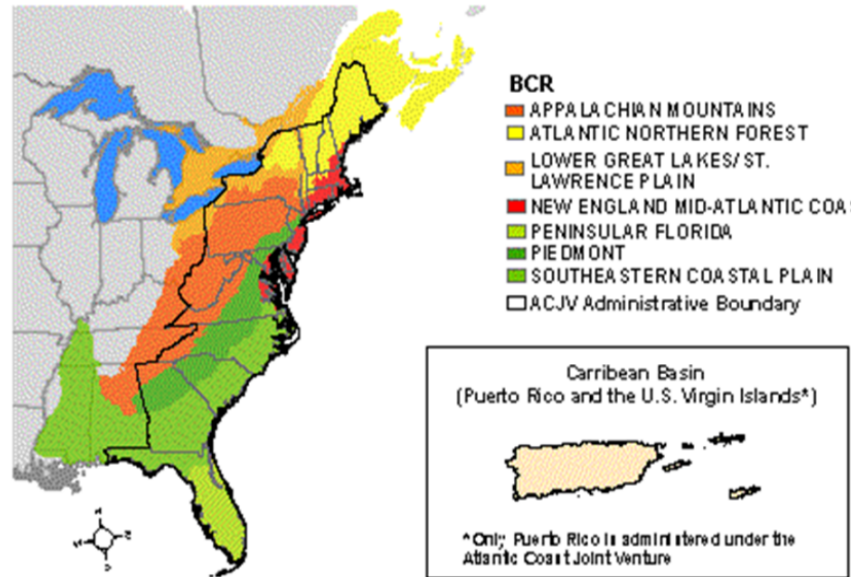 BCR
APPALACHIAN MOUNTAINS
ATLANTIC NORTHERN FOREST
LOWER GREAT LAKES/ ST.
LAWRENCE PLAIN
NEW ENGLAND MID-ATLANTIC COAS
PENINSULAR FLORIDA
PIEDMONT
SOUTHEASTERN COASTAL PLAIN
ACJV Administrative Boundary
Carribean Basin
(Puerto Rico and the U.S. Virgin Islands*)
*Only Puerto Rico is administered under the
Atlantic Coast Joint Venture